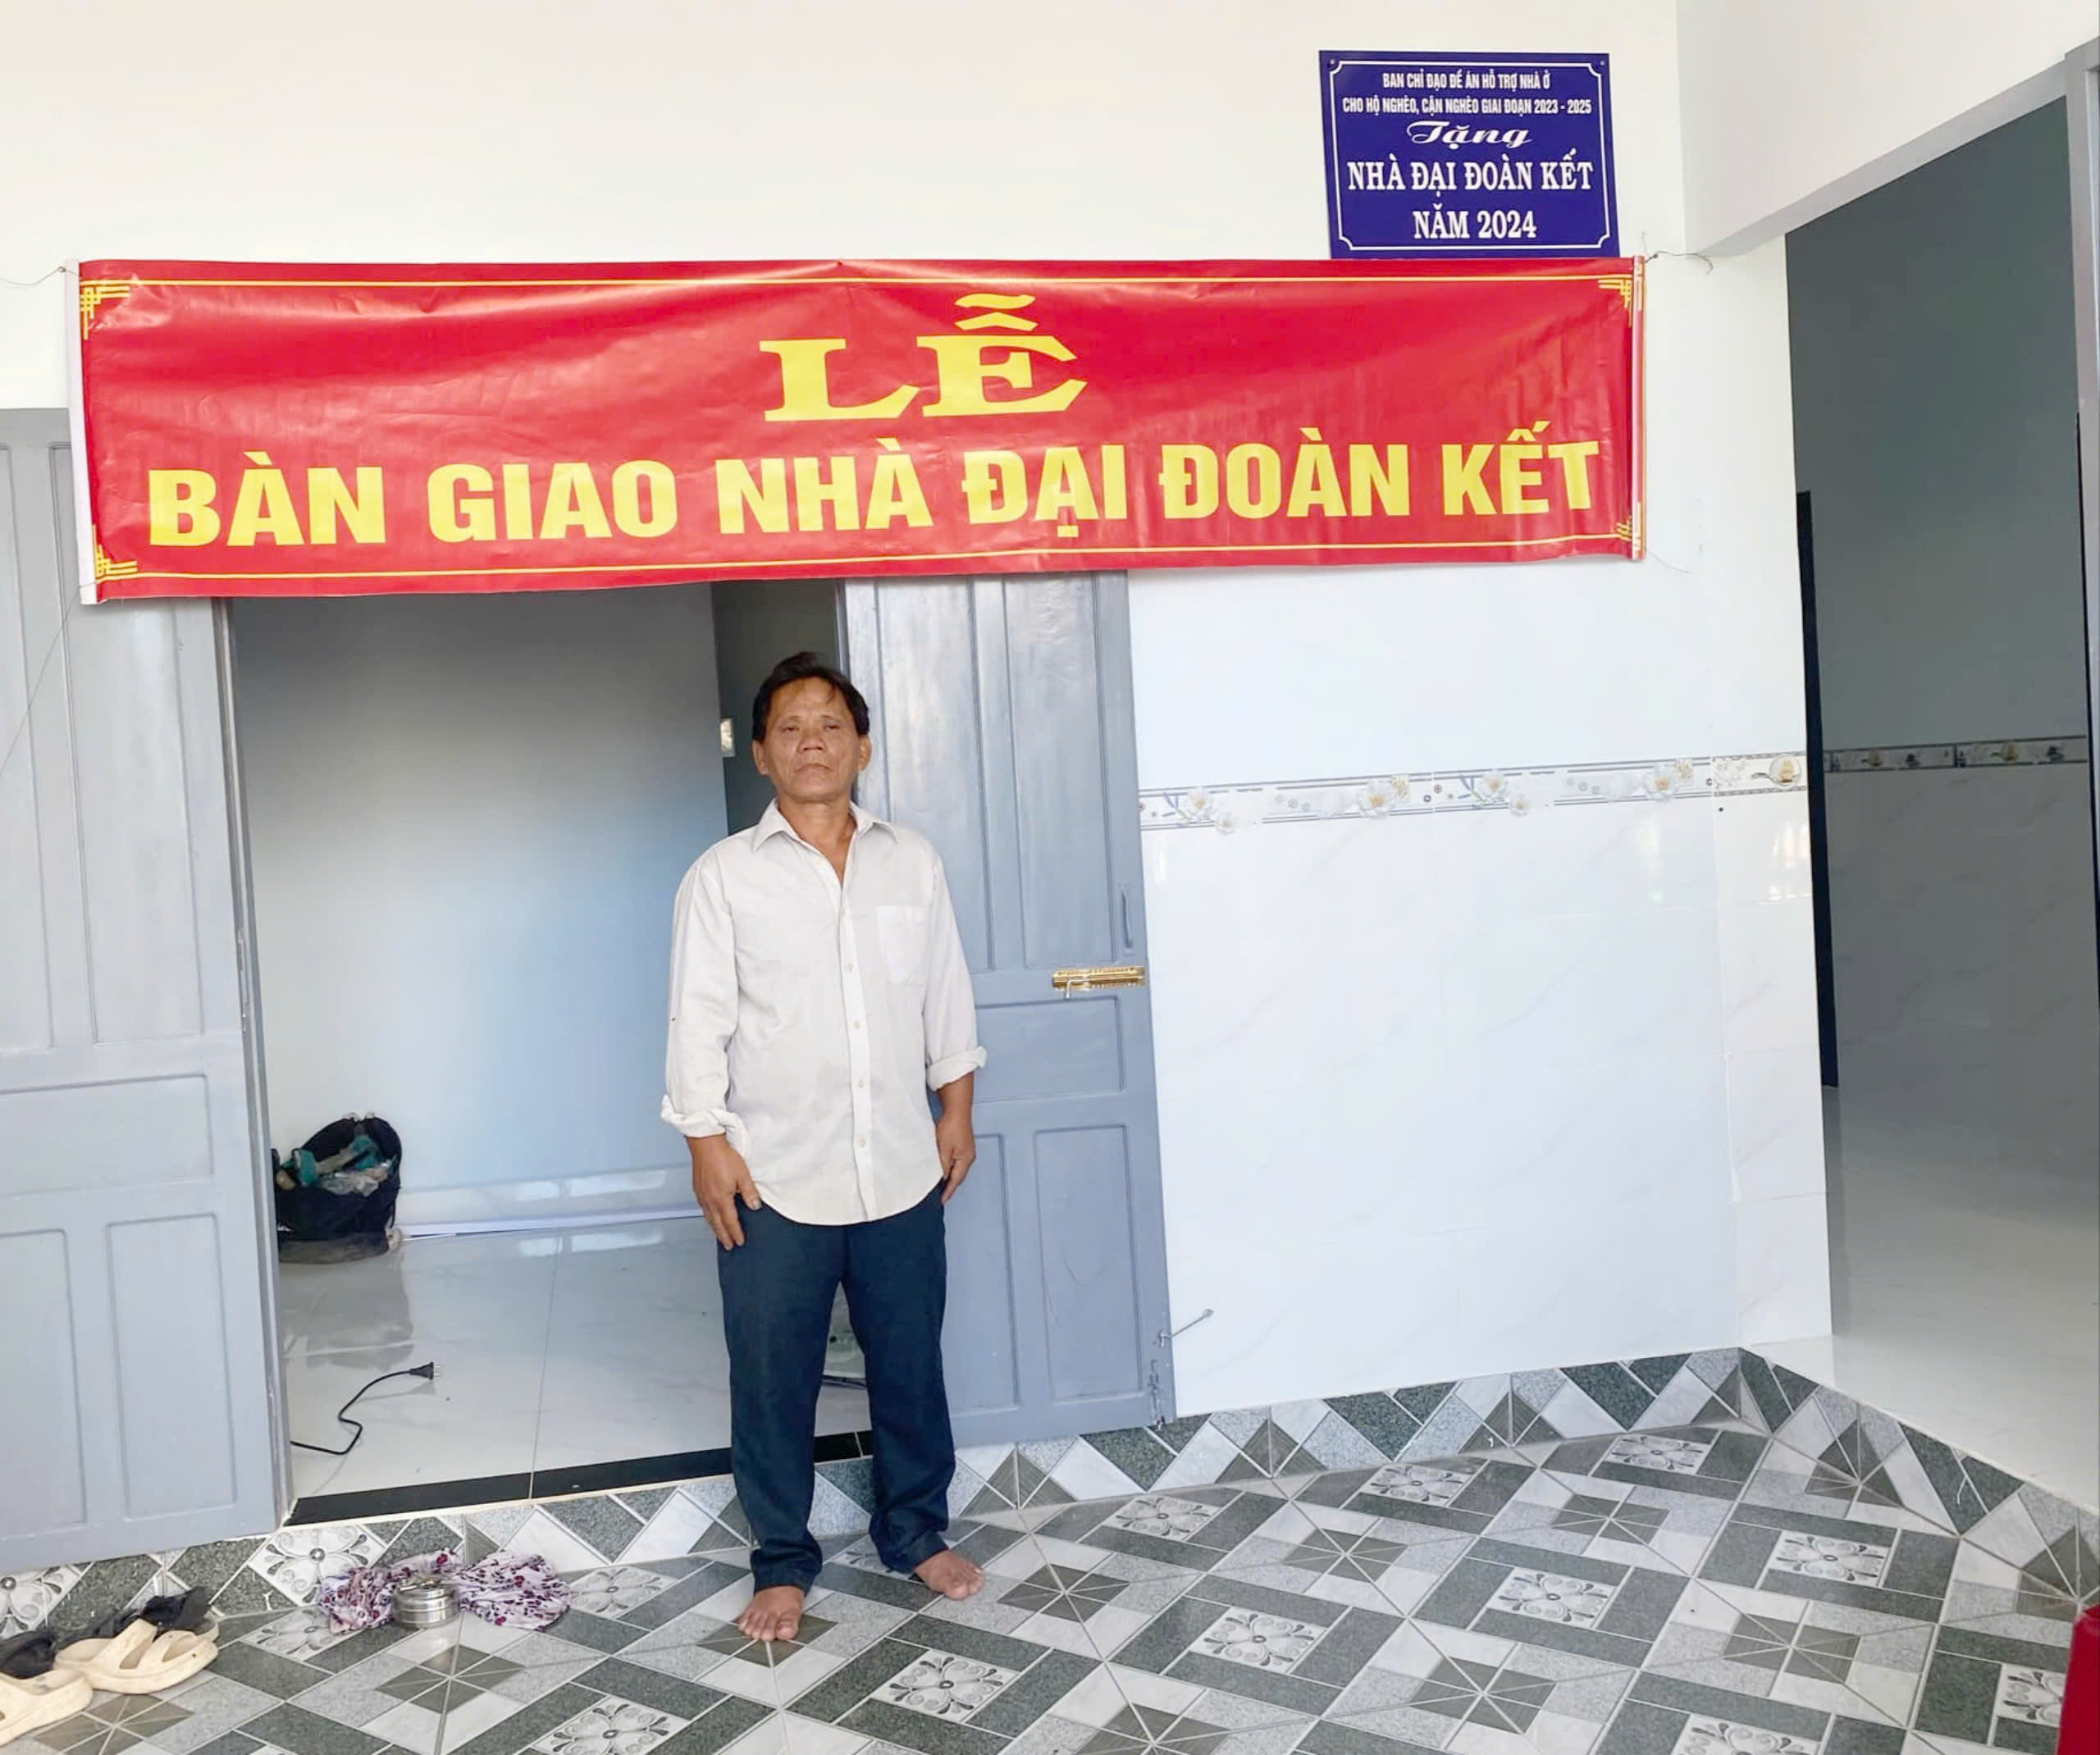 BAN CHỈ ĐẠO ĐỀ ÁN HỖ TRỢ NHÀ Ở
CHO HỘ NGHÈO, CẬN NGHÈO GIAI ĐOẠN 2023 - 2025
Tặng
NHÀ ĐẠI ĐOÀN KẾT
NĂM 2024
LỄ
BÀN GIAO NHÀ ĐẠI ĐOÀN KẾT